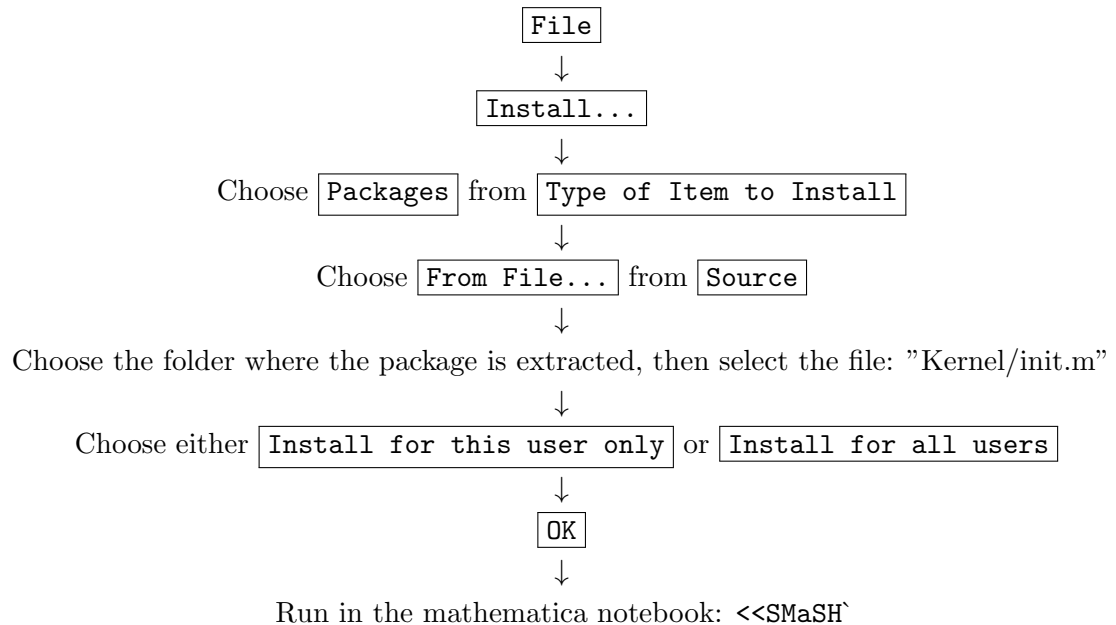 File
↓
Install...
↓
Choose Packages from Type of Item to Install
↓
Choose From File... from Source
↓
Choose the folder where the package is extracted, then select the file: ”Kernel/init.m”
↓
Choose either Install for this user only or Install for all users
↓
OK
↓
Run in the mathematica notebook: <<SMaSH`